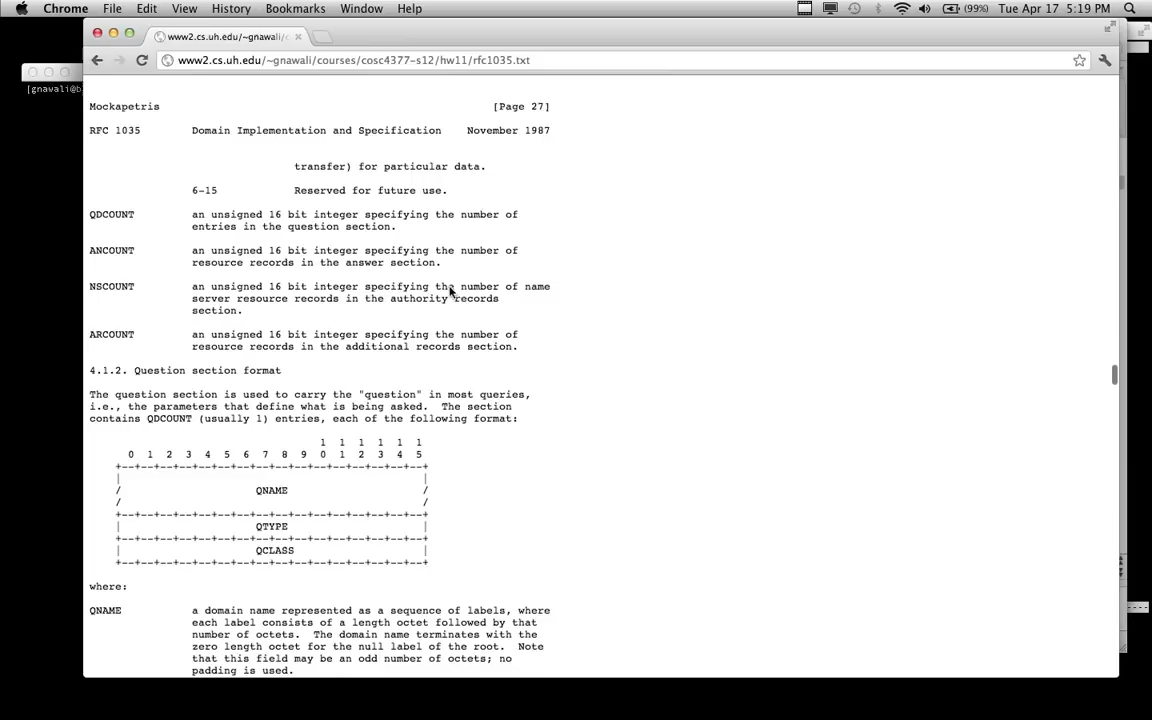 Chrome File Edit View History Bookmarks Window Help (99%) Tue Apr 17 5:19 PM
www2.cs.uh.edu/~gnawali/c
www2.cs.uh.edu/~gnawali/courses/cosc4377-s12/hw11/rfc1035.txt
[gnawali@b
Mockapetris [Page 27]
RFC 1035 Domain Implementation and Specification November 1987
transfer) for particular data.
6-15 Reserved for future use.
QDCOUNT an unsigned 16 bit integer specifying the number of
entries in the question section.
ANCOUNT an unsigned 16 bit integer specifying the number of
resource records in the answer section.
NSCOUNT an unsigned 16 bit integer specifying the number of name
server resource records in the authority records
section.
ARCOUNT an unsigned 16 bit integer specifying the number of
resource records in the additional records section.
4.1.2. Question section format
The question section is used to carry the "question" in most queries,
i.e., the parameters that define what is being asked.  The section
contains QDCOUNT (usually 1) entries, each of the following format:
1 1 1 1 1 1
0 1 2 3 4 5 6 7 8 9 0 1 2 3 4 5
+--+--+--+--+--+--+--+--+--+--+--+--+--+--+--+--+
| |
/ QNAME /
/ /
+--+--+--+--+--+--+--+--+--+--+--+--+--+--+--+--+
| QTYPE |
+--+--+--+--+--+--+--+--+--+--+--+--+--+--+--+--+
| QCLASS |
+--+--+--+--+--+--+--+--+--+--+--+--+--+--+--+--+
where:
QNAME a domain name represented as a sequence of labels, where
each label consists of a length octet followed by that
number of octets.  The domain name terminates with the
zero length octet for the null label of the root.  Note
that this field may be an odd number of octets; no
padding is used.